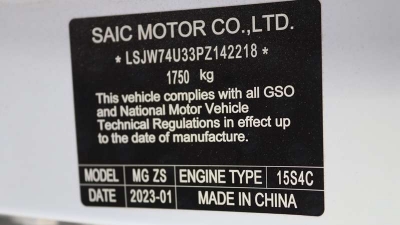 SAIC MOTOR CO.,LTD.
* LSJW74U33PZ142218 *
1750 kg
This vehicle complies with all GSO
and National Motor Vehicle
Technical Regulations in effect up
to the date of manufacture.
MODEL MG ZS ENGINE TYPE 15S4C
DATE 2023-01 MADE IN CHINA